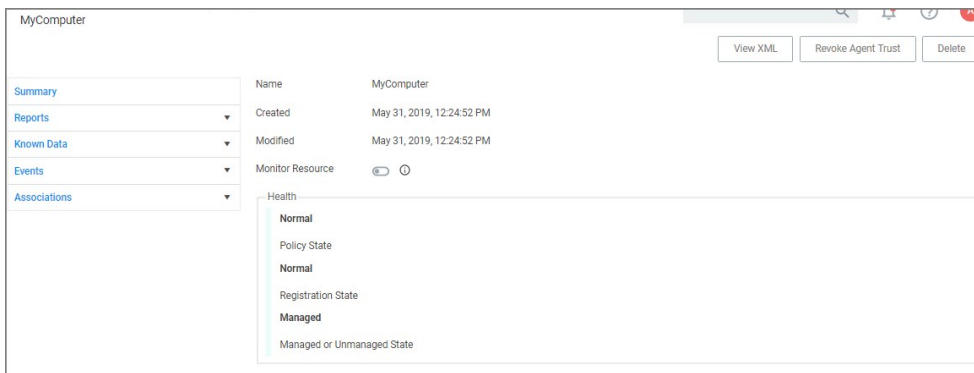 MyComputer
View XML
Revoke Agent Trust
Delete
Summary
Reports
Known Data
Events
Associations
Name MyComputer
Created May 31, 2019, 12:24:52 PM
Modified May 31, 2019, 12:24:52 PM
Monitor Resource
Health
Normal
Policy State
Normal
Registration State
Managed
Managed or Unmanaged State